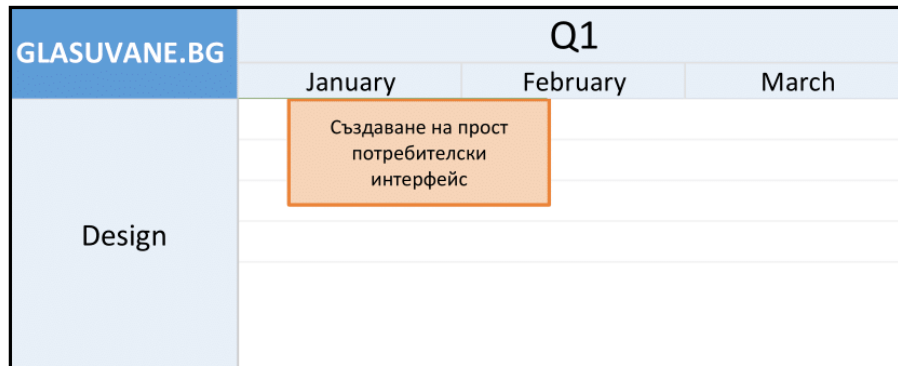 GLASUVANE.BG
Q1
January February March
Създаване на прост
потребителски
интерфейс
Design